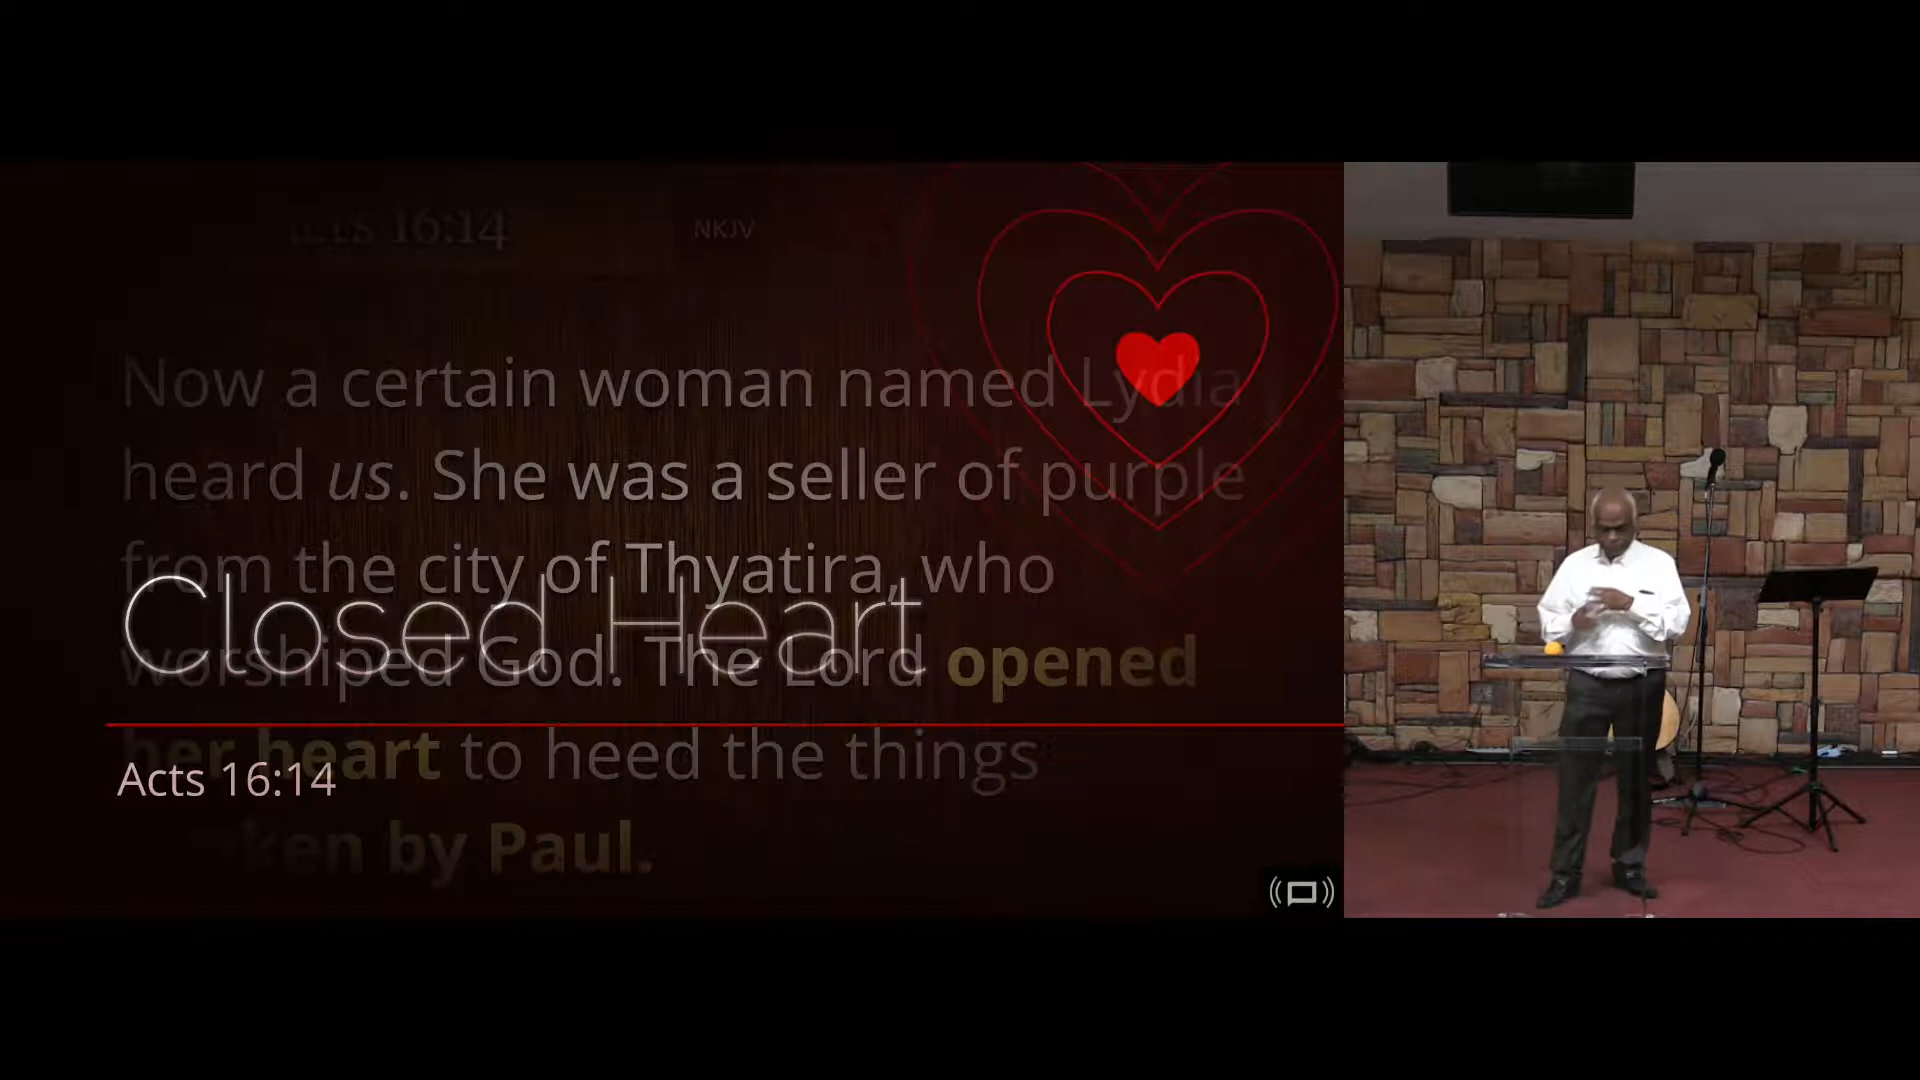 Acts 16:14
NKJV
Now a certain woman named Lydia
heard us. She was a seller of purple
from the city of Thyatira, who
Closed Heart
worshiped God. The Lord opened
her heart to heed the things
Acts 16:14
by Paul.